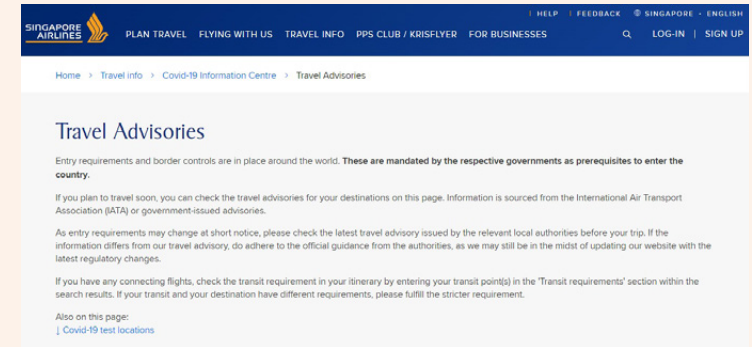 HELP | FEEDBACK SINGAPORE - ENGLISH
SINGAPORE AIRLINES
PLAN TRAVEL FLYING WITH US TRAVEL INFO PPS CLUB / KRISFLYER FOR BUSINESSES LOG-IN | SIGN UP
Home > Travel info > Covid-19 Information Centre > Travel Advisories
Travel Advisories
Entry requirements and border controls are in place around the world. These are mandated by the respective governments as prerequisites to enter the
country.
If you plan to travel soon, you can check the travel advisories for your destinations on this page. Information is sourced from the International Air Transport
Association (IATA) or government-issued advisories.
As entry requirements may change at short notice, please check the latest travel advisory issued by the relevant local authorities before your trip. If the
information differs from our travel advisory, do adhere to the official guidance from the authorities, as we may still be in the midst of updating our website with the
latest regulatory changes.
If you have any connecting flights, check the transit requirement in your itinerary by entering your transit point(s) in the 'Transit requirements' section within the
search results. If your transit and your destination have different requirements, please fulfill the stricter requirement.
Also on this page:
↓ Covid-19 test locations